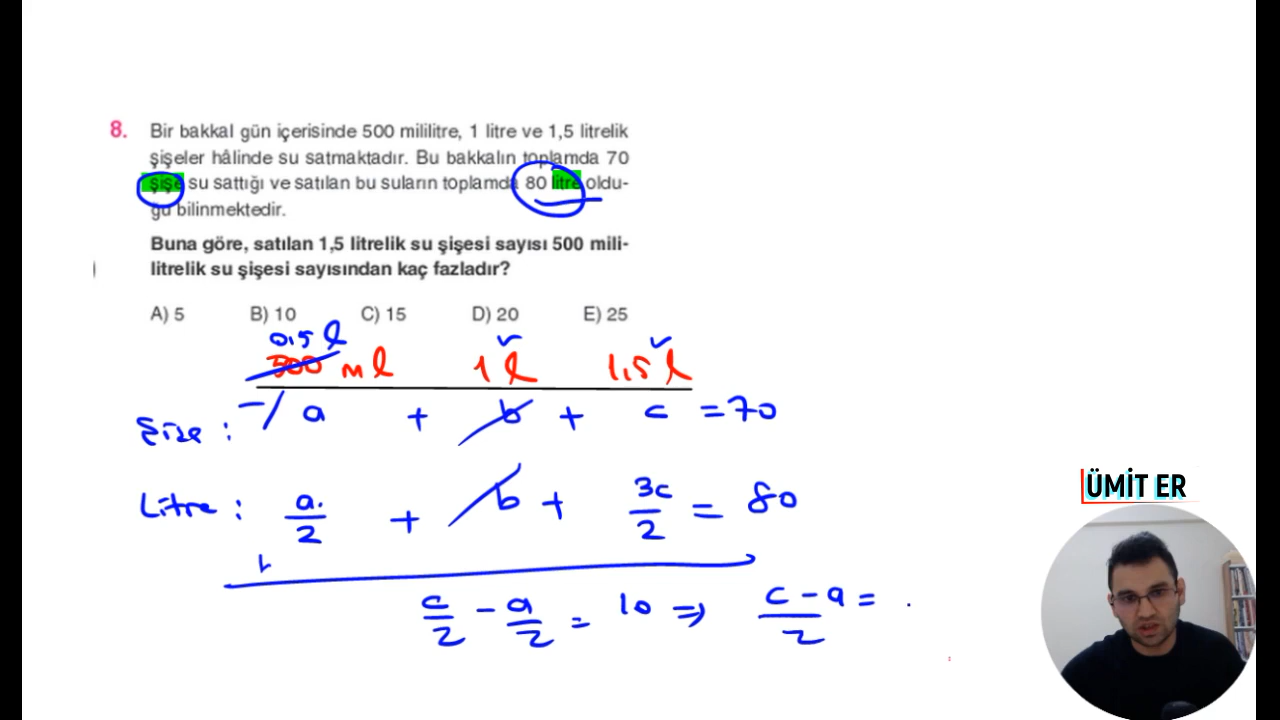 8. Bir bakkal gün içerisinde 500 mililitre, 1 litre ve 1,5 litrelik
şişeler hâlinde su satmaktadır. Bu bakkalın toplamda 70
şişe su sattığı ve satılan bu suların toplamda 80 litre oldu-
ğu bilinmektedir.
Buna göre, satılan 1,5 litrelik su şişesi sayısı 500 mili-
litrelik su şişesi sayısından kaç fazladır?
A) 5 B) 10 C) 15 D) 20 E) 25
0,5 l
500 ml 1 l 1,5 l
Şişe: -/ a + b + c = 70
Litre: a/2 + b + 3c/2 = 80
c/2 - a/2 = 10 ⇒ (c - a)/2 =
ÜMİT ER